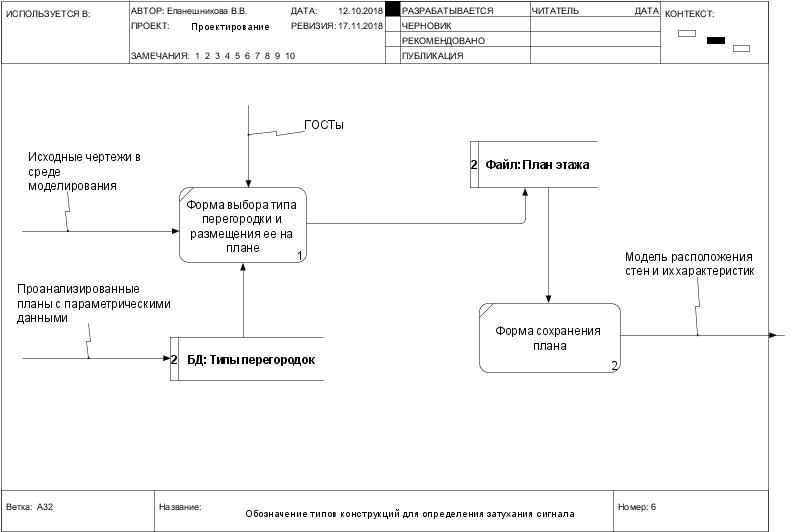 ИСПОЛЬЗУЕТСЯ В:
АВТОР: Епанешникова В.В.
ДАТА: 12.10.2018
ПРОЕКТ: Проектирование
РЕВИЗИЯ: 17.11.2018
ЗАМЕЧАНИЯ: 1 2 3 4 5 6 7 8 9 10
РАЗРАБАТЫВАЕТСЯ
ЧЕРНОВИК
РЕКОМЕНДОВАНО
ПУБЛИКАЦИЯ
ЧИТАТЕЛЬ
ДАТА
КОНТЕКСТ:
ГОСТы
Исходные чертежи в
среде
моделирования
Форма выбора типа
перегородки и
размещения ее на
плане
1
2 Файл: План этажа
Проанализированные
планы с параметрическими
данными
2 БД: Типы перегородок
Форма сохранения
плана
2
Модель расположения
стен и их характеристик
Ветка: А32
Название:
Обозначение типов конструкций для определения затухания сигнала
Номер: 6